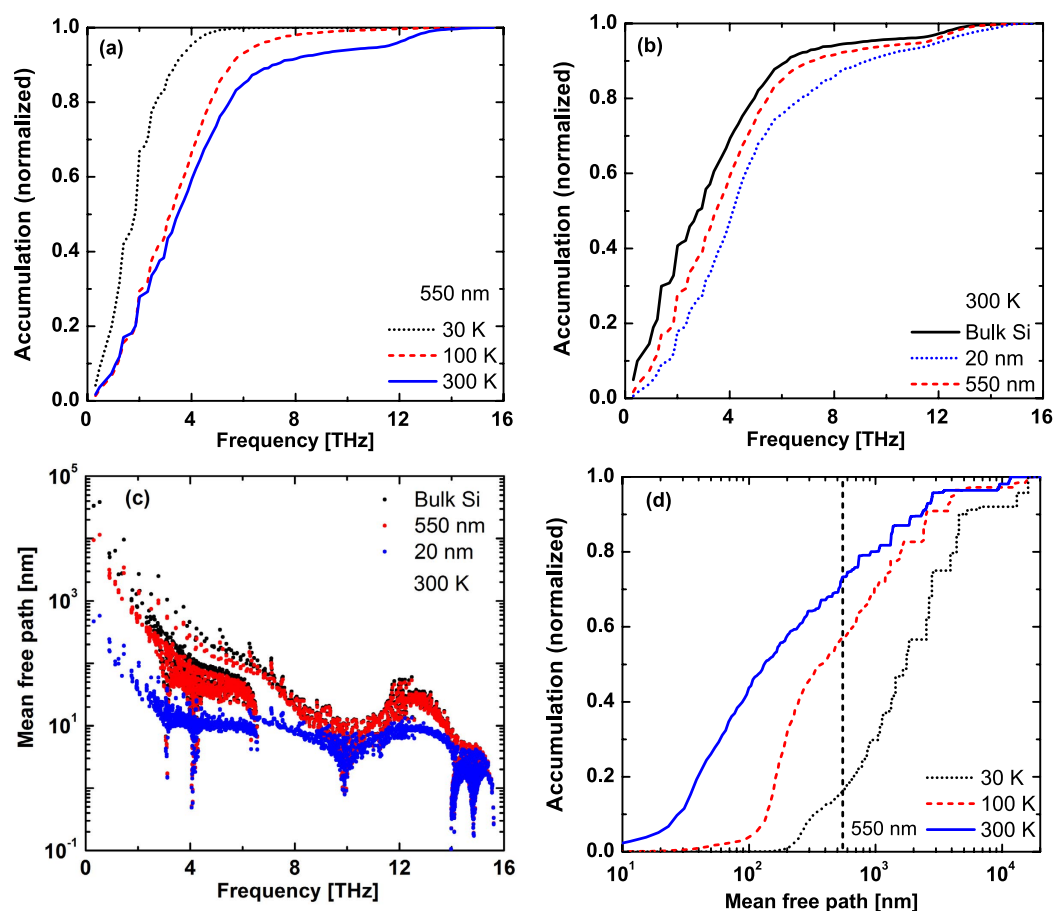 (a)
Accumulation (normalized)
1.0
0.8
0.6
0.4
0.2
0.0
550 nm
30 K
100 K
300 K
0 4 8 12 16
Frequency [THz]
(b)
Accumulation (normalized)
1.0
0.8
0.6
0.4
0.2
0.0
300 K
Bulk Si
20 nm
550 nm
0 4 8 12 16
Frequency [THz]
(c)
Mean free path [nm]
10^5
10^3
10^1
10^-1
Bulk Si
550 nm
20 nm
300 K
0 4 8 12 16
Frequency [THz]
(d)
Accumulation (normalized)
1.0
0.8
0.6
0.4
0.2
0.0
550 nm
30 K
100 K
300 K
10^1 10^2 10^3 10^4
Mean free path [nm]